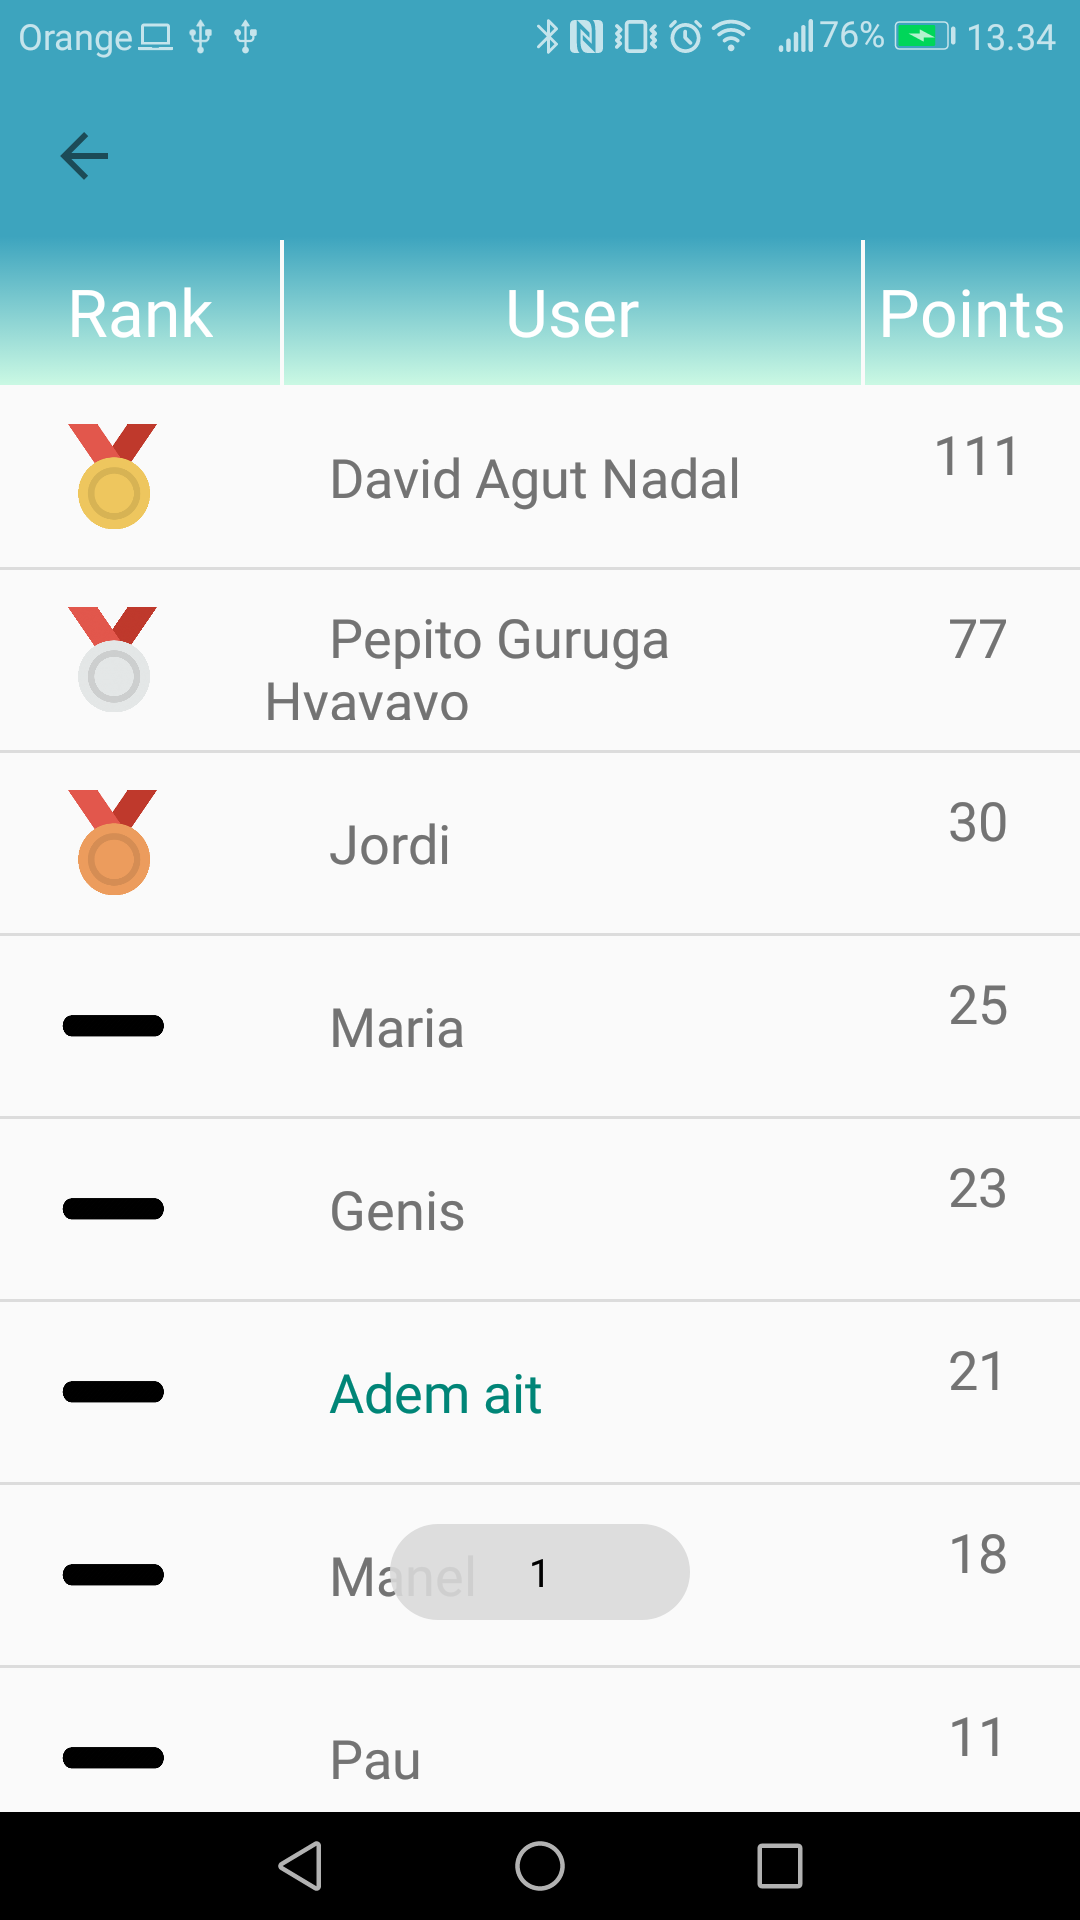 Orange 76% 13.34
Rank User Points
David Agut Nadal 111
Pepito Guruga 77
Hvavavo
Jordi 30
Maria 25
Genis 23
Adem ait 21
Manel 1 18
Pau 11